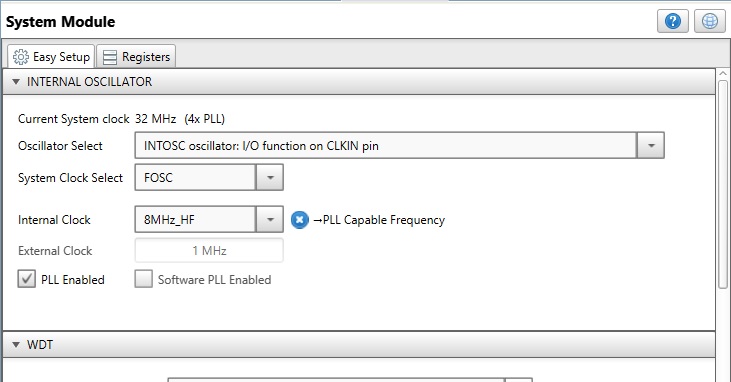 System Module
Easy Setup Registers
INTERNAL OSCILLATOR
Current System clock 32 MHz (4x PLL)
Oscillator Select INTOSC oscillator: I/O function on CLKIN pin
System Clock Select FOSC
Internal Clock 8MHz_HF →PLL Capable Frequency
External Clock 1 MHz
PLL Enabled Software PLL Enabled
WDT